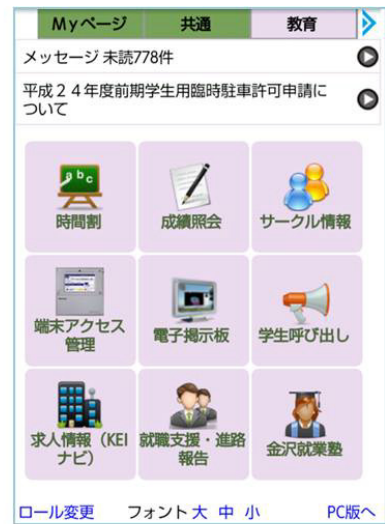 Myページ 共通 教育
メッセージ 未読778件
平成24年度前期学生用臨時駐車許可申請に
ついて
abc
時間割 成績照会 サークル情報
端末アクセス
管理
電子掲示板 学生呼び出し
求人情報（KEI
ナビ）
就職支援・進路
報告
金沢就業塾
ロール変更 フォント 大 中 小 PC版へ